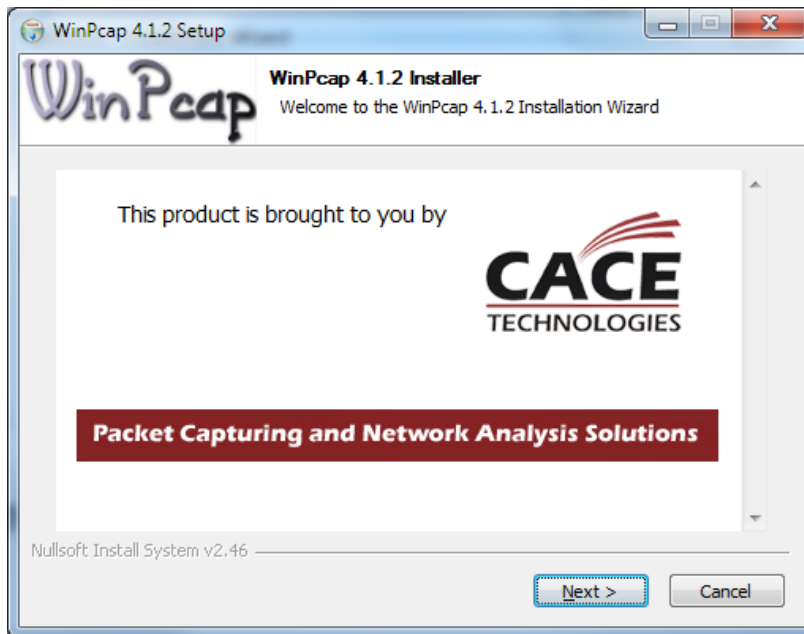 WinPcap 4.1.2 Setup
WinPcap
WinPcap 4.1.2 Installer
Welcome to the WinPcap 4.1.2 Installation Wizard
This product is brought to you by
CACE
TECHNOLOGIES
Packet Capturing and Network Analysis Solutions
Nullsoft Install System v2.46
Next >
Cancel